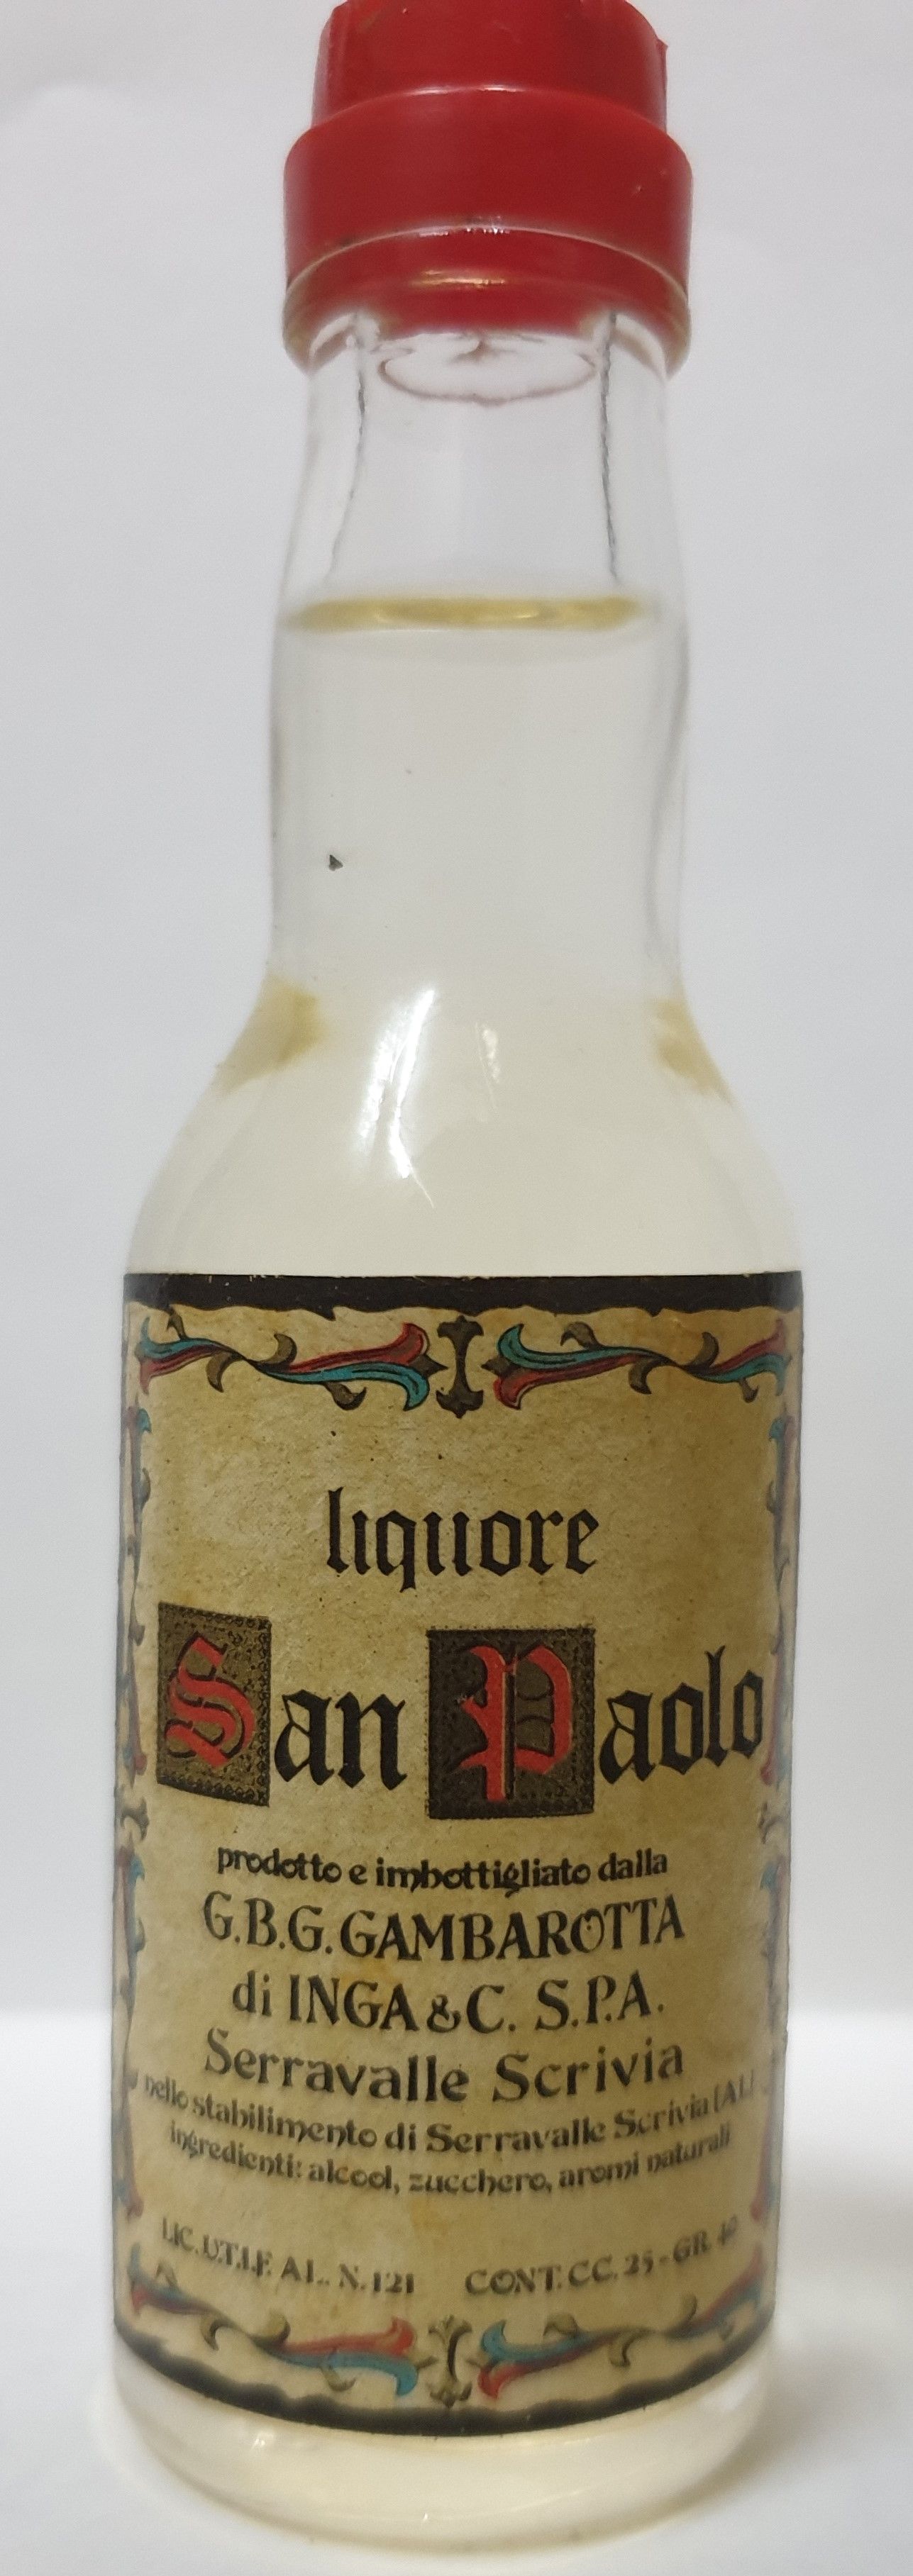 liquore
San Paolo
prodotto e imbottigliato dalla
G.B.G. GAMBAROTTA
di INGA & C. S.P.A.
Serravalle Scrivia
nello stabilimento di Serravalle Scrivia (AL)
ingredienti: alcool, zucchero, aromi naturali
LIC. U.T.I.F. AL. N. 121 CONT. CC. 25 - GR. 40